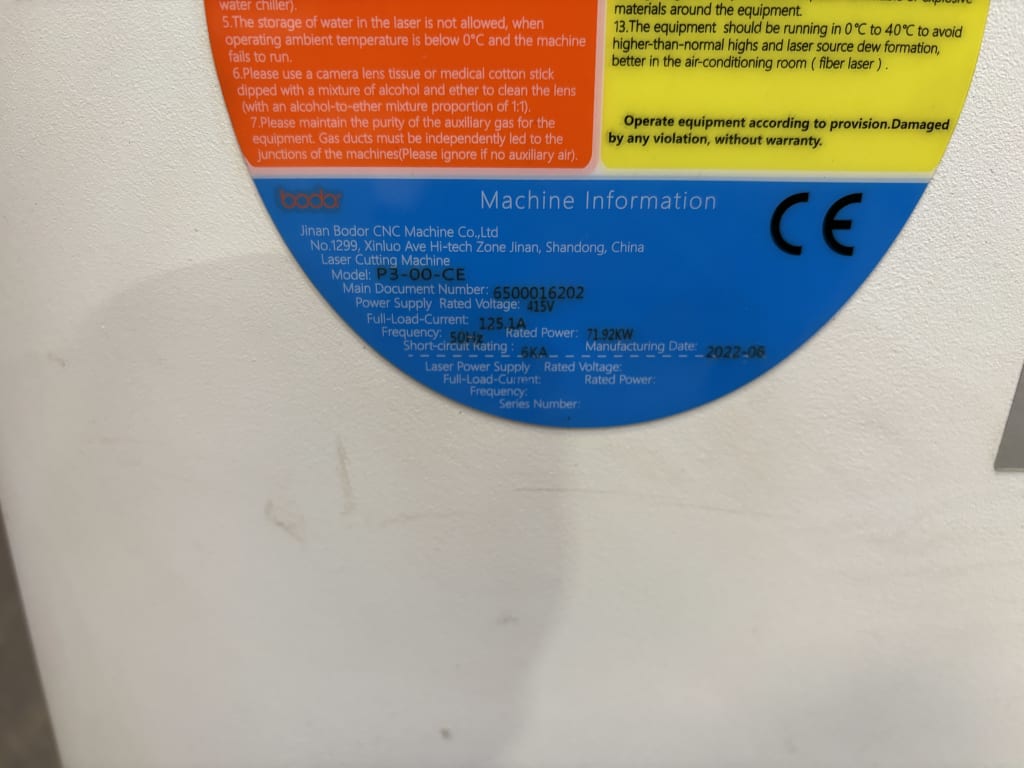 water chiller).
5.The storage of water in the laser is not allowed, when
operating ambient temperature is below 0°C and the machine
fails to run.
6.Please use a camera lens tissue or medical cotton stick
dipped with a mixture of alcohol and ether to clean the lens
(with an alcohol-to-ether mixture proportion of 1:1).
7.Please maintain the purity of the auxiliary gas for the
equipment. Gas ducts must be independently led to the
junctions of the machines(Please ignore if no auxiliary air).
materials around the equipment.
13.The equipment should be running in 0℃ to 40℃ to avoid
higher-than-normal highs and laser source dew formation,
better in the air-conditioning room ( fiber laser ) .
Operate equipment according to provision.Damaged
by any violation, without warranty.
bodor
Machine Information
CE
Jinan Bodor CNC Machine Co.,Ltd
No.1299, Xinluo Ave Hi-tech Zone Jinan, Shandong, China
Laser Cutting Machine
Model: P3-00-CE
Main Document Number: 6500016202
Power Supply Rated Voltage: 415V
Full-Load-Current: 125.1A
Frequency: 50Hz Rated Power: 71.92KW
Short-circuit Rating : 6KA Manufacturing Date: 2022-06
Laser Power Supply Rated Voltage:
Full-Load-Current: Rated Power:
Frequency:
Series Number: